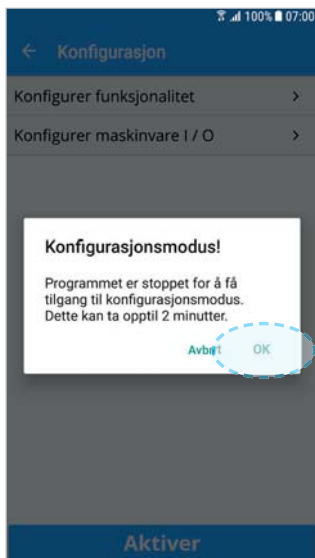 100% 07:00
Konfigurasjon
Konfigurer funksjonalitet
Konfigurer maskinvare I / O
Konfigurasjonsmodus!
Programmet er stoppet for å få
tilgang til konfigurasjonsmodus.
Dette kan ta opptil 2 minutter.
Avbryt OK
Aktiver